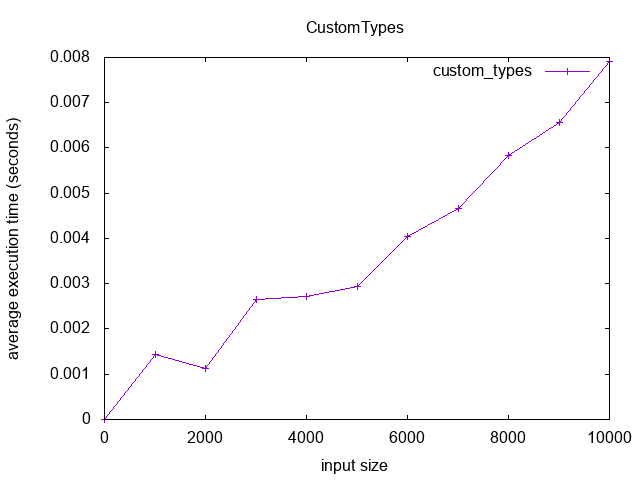 CustomTypes
custom_types
average execution time (seconds)
0.008
0.007
0.006
0.005
0.004
0.003
0.002
0.001
0
0 2000 4000 6000 8000 10000
input size